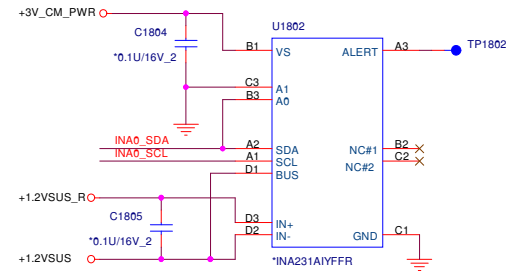 +3V_CM_PWR
C1804
*0.1U/16V_2
U1802
B1 VS ALERT A3 TP1802
C3 A1
B3 A0
INA0_SDA A2 SDA NC#1 B2
INA0_SCL A1 SCL NC#2 C2
D1 BUS
+1.2VSUS_R
C1805
*0.1U/16V_2
D3 IN+
D2 IN- GND C1
+1.2VSUS
*INA231AIYFFR